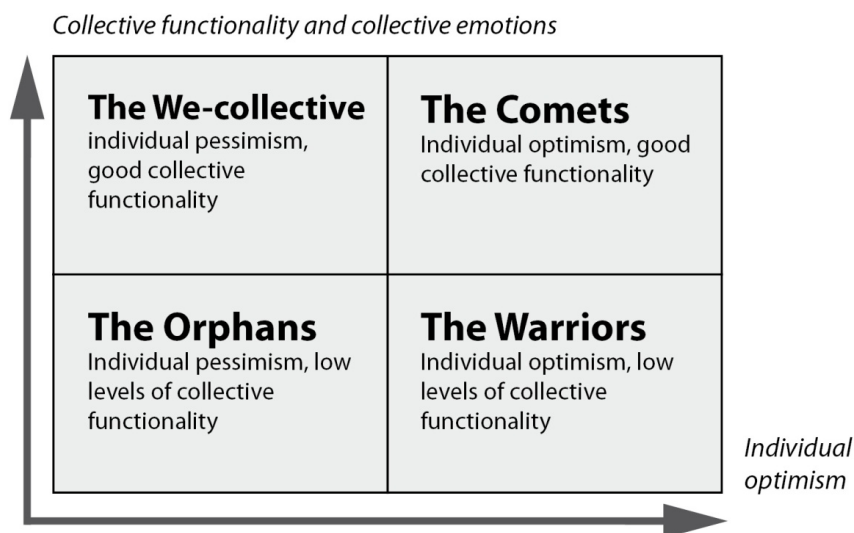 Collective functionality and collective emotions
The We-collective
individual pessimism,
good collective
functionality
The Comets
Individual optimism, good
collective functionality
The Orphans
Individual pessimism, low
levels of collective
functionality
The Warriors
Individual optimism, low
levels of collective
functionality
Individual
optimism